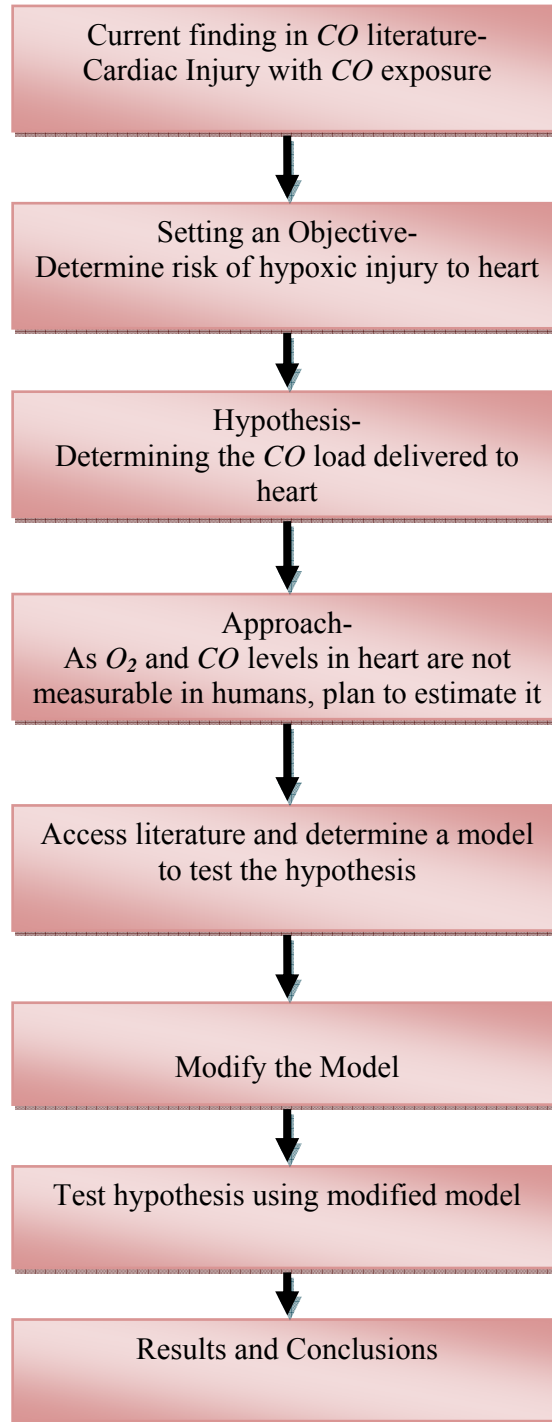 Current finding in CO literature-
Cardiac Injury with CO exposure
Setting an Objective-
Determine risk of hypoxic injury to heart
Hypothesis-
Determining the CO load delivered to
heart
Approach-
As O₂ and CO levels in heart are not
measurable in humans, plan to estimate it
Access literature and determine a model
to test the hypothesis
Modify the Model
Test hypothesis using modified model
Results and Conclusions